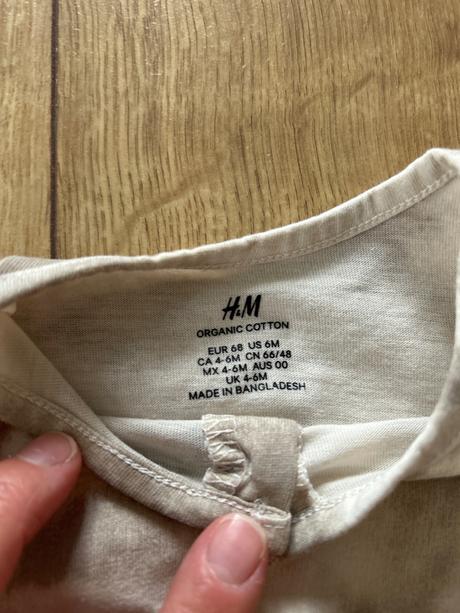 H&M
ORGANIC COTTON
EUR 68 US 6M
CA 4-6M CN 66/48
MX 4-6M AUS 00
UK 4-6M
MADE IN BANGLADESH